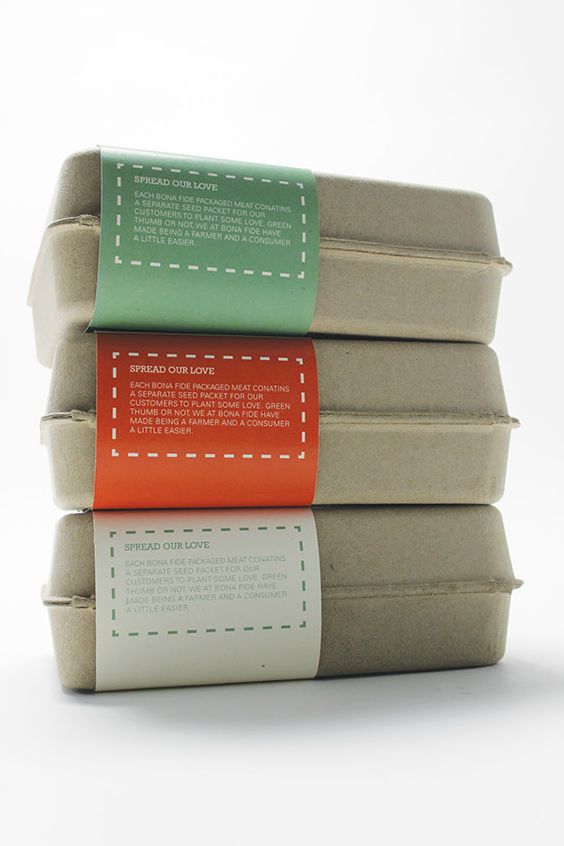 SPREAD OUR LOVE
EACH BONA FIDE PACKAGED MEAT CONATINS
A SEPARATE SEED PACKET FOR OUR
CUSTOMERS TO PLANT SOME LOVE. GREEN
THUMB OR NOT, WE AT BONA FIDE HAVE
MADE BEING A FARMER AND A CONSUMER
A LITTLE EASIER.
SPREAD OUR LOVE
EACH BONA FIDE PACKAGED MEAT CONATINS
A SEPARATE SEED PACKET FOR OUR
CUSTOMERS TO PLANT SOME LOVE. GREEN
THUMB OR NOT, WE AT BONA FIDE HAVE
MADE BEING A FARMER AND A CONSUMER
A LITTLE EASIER.
SPREAD OUR LOVE
EACH BONA FIDE PACKAGED MEAT CONATINS
A SEPARATE SEED PACKET FOR OUR
CUSTOMERS TO PLANT SOME LOVE. GREEN
THUMB OR NOT, WE AT BONA FIDE HAVE
MADE BEING A FARMER AND A CONSUMER
A LITTLE EASIER.